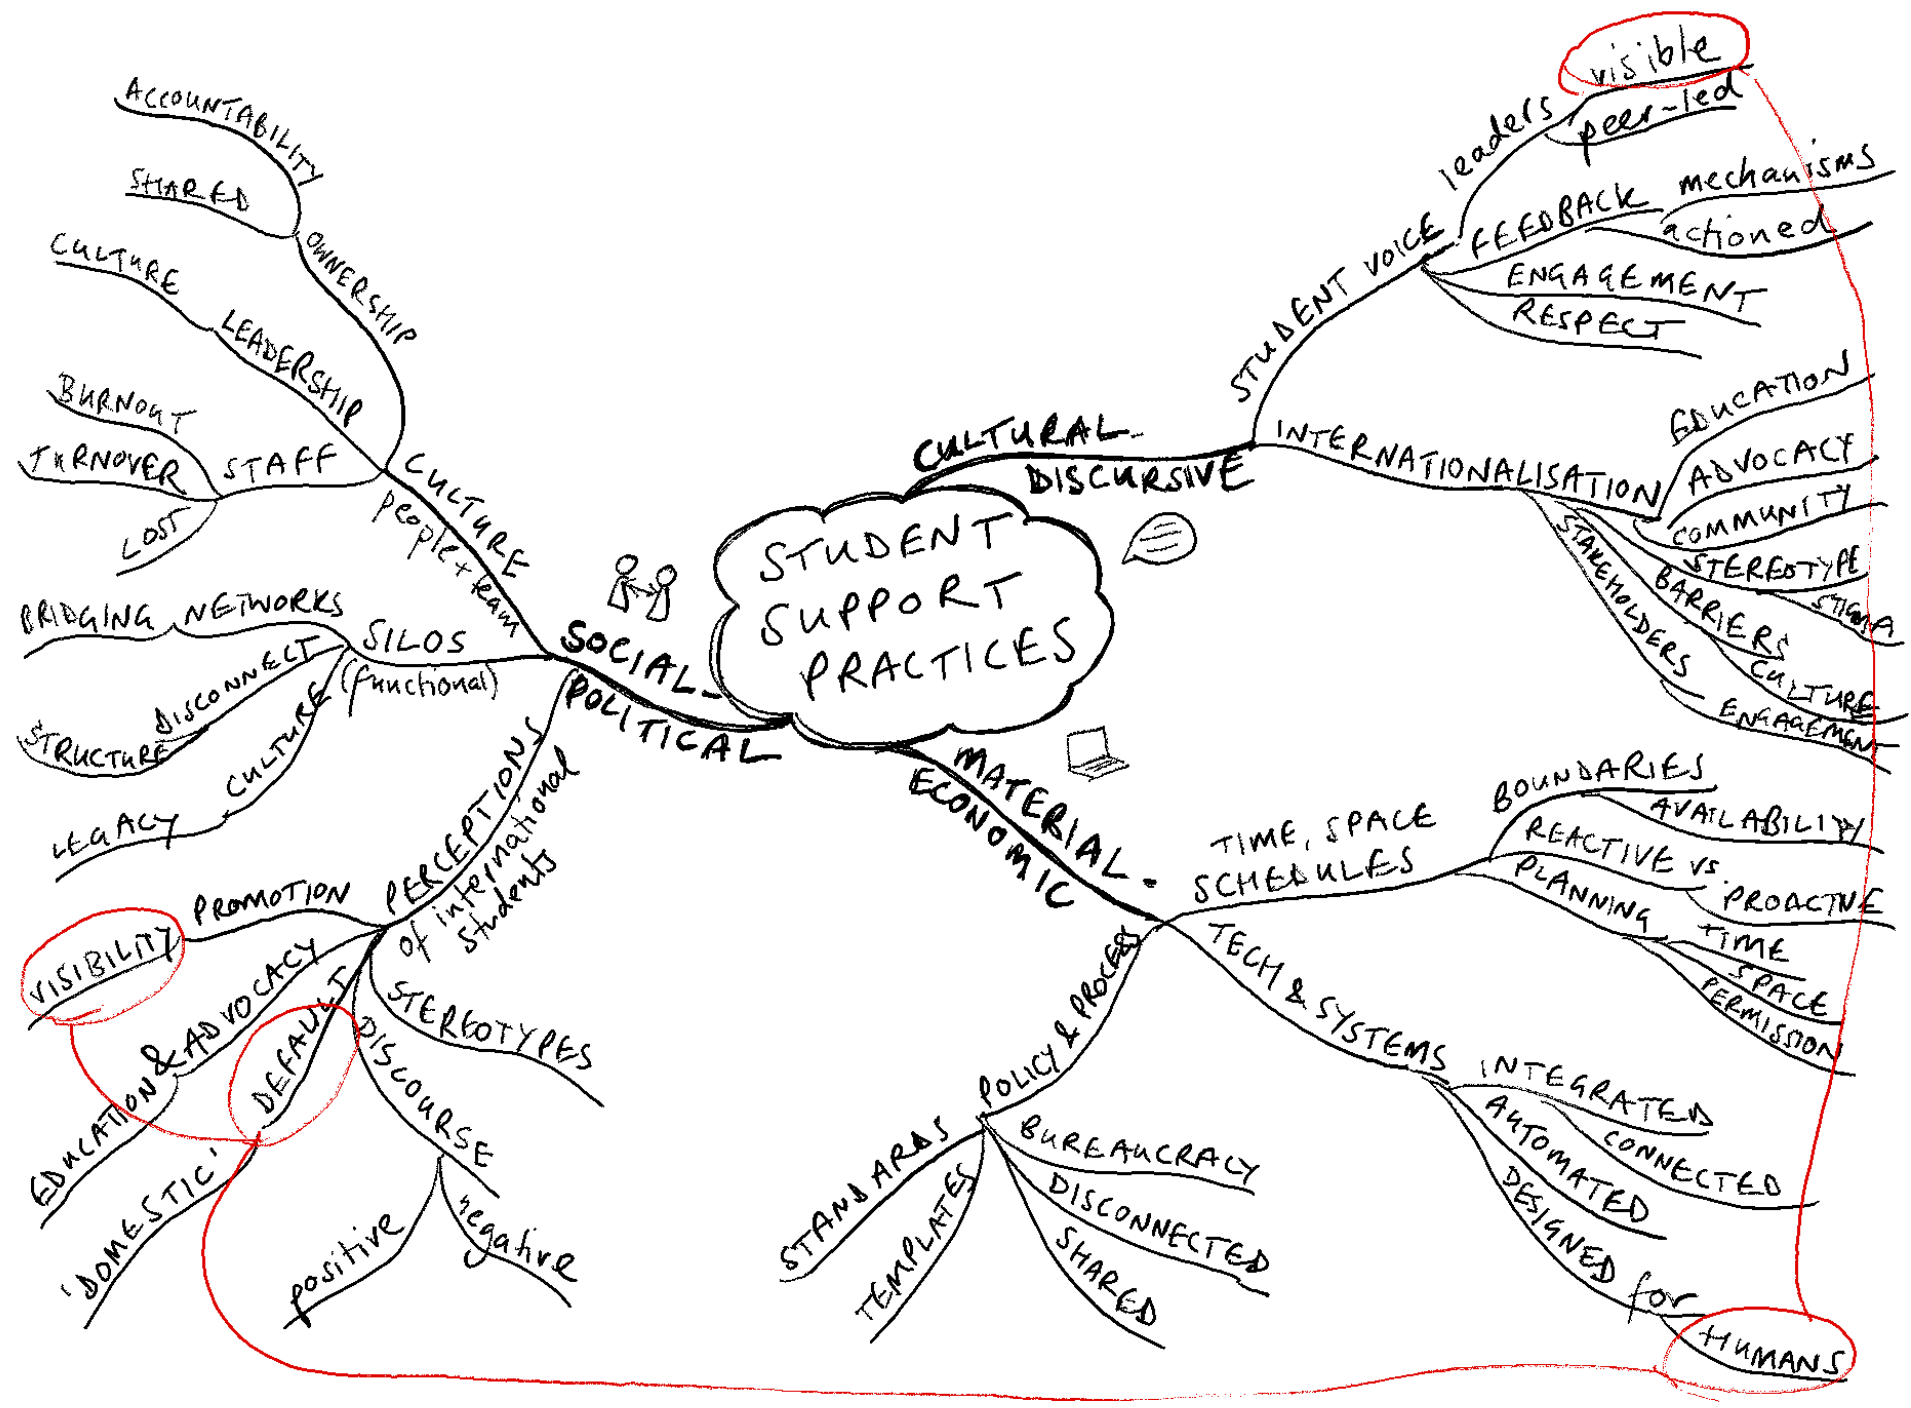 STUDENT
SUPPORT
PRACTICES
CULTURAL-
DISCURSIVE
STUDENT VOICE
leaders
visible
peer-led
FEEDBACK
mechanisms
actioned
ENGAGEMENT
RESPECT
INTERNATIONALISATION
EDUCATION
ADVOCACY
COMMUNITY
STEREOTYPE
STIGMA
BARRIERS
CULTURE
STAKEHOLDERS
ENGAGEMENT
MATERIAL-
ECONOMIC
TIME, SPACE
SCHEDULES
BOUNDARIES
AVAILABILITY
REACTIVE vs.
PROACTIVE
PLANNING
TIME
SPACE
PERMISSION
TECH & SYSTEMS
INTEGRATED
CONNECTED
AUTOMATED
DESIGNED for
HUMANS
POLICY & PROCESS
BUREAUCRACY
DISCONNECTED
SHARED
TEMPLATES
STANDARDS
SOCIAL-
POLITICAL
CULTURE
people + team
OWNERSHIP
ACCOUNTABILITY
SHARED
LEADERSHIP
CULTURE
STAFF
BURNOUT
TURNOVER
LOST
SILOS
(functional)
NETWORKS
BRIDGING
DISCONNECT
STRUCTURE
CULTURE
LEGACY
PERCEPTIONS
of international
students
PROMOTION
VISIBILITY
EDUCATION & ADVOCACY
DEFAULT
'DOMESTIC'
DISCOURSE
positive
negative
STEREOTYPES